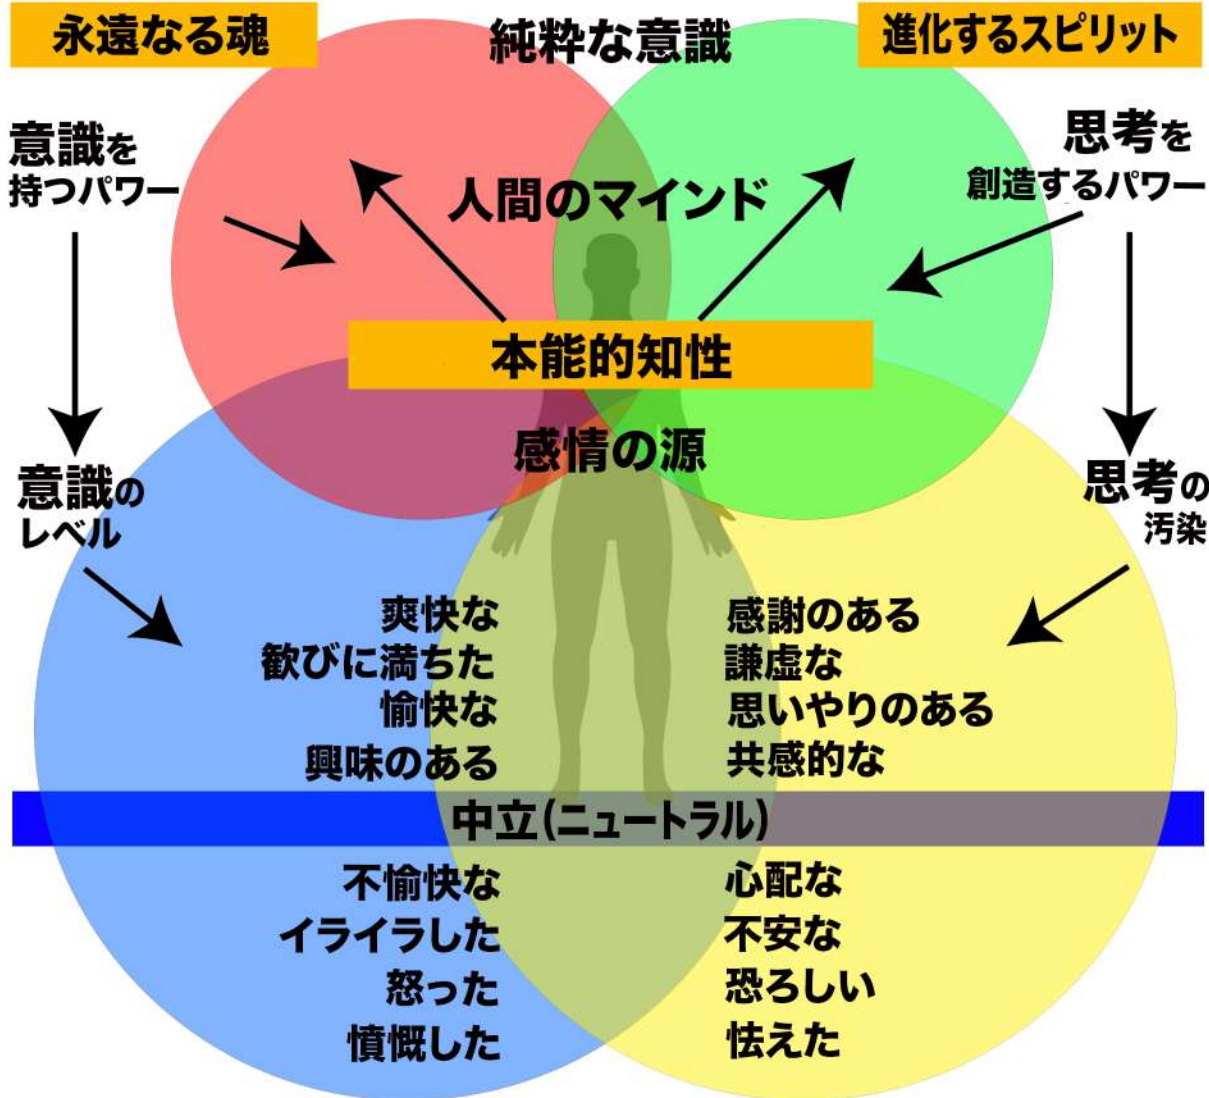 永遠なる魂
純粋な意識
進化するスピリット
意識を
持つパワー
思考を
創造するパワー
人間のマインド
本能的知性
感情の源
意識の
レベル
思考の
汚染
爽快な
感謝のある
歓びに満ちた
謙虚な
愉快な
思いやりのある
興味のある
共感的な
中立(ニュートラル)
不愉快な
心配な
イライラした
不安な
怒った
恐ろしい
憤慨した
怯えた